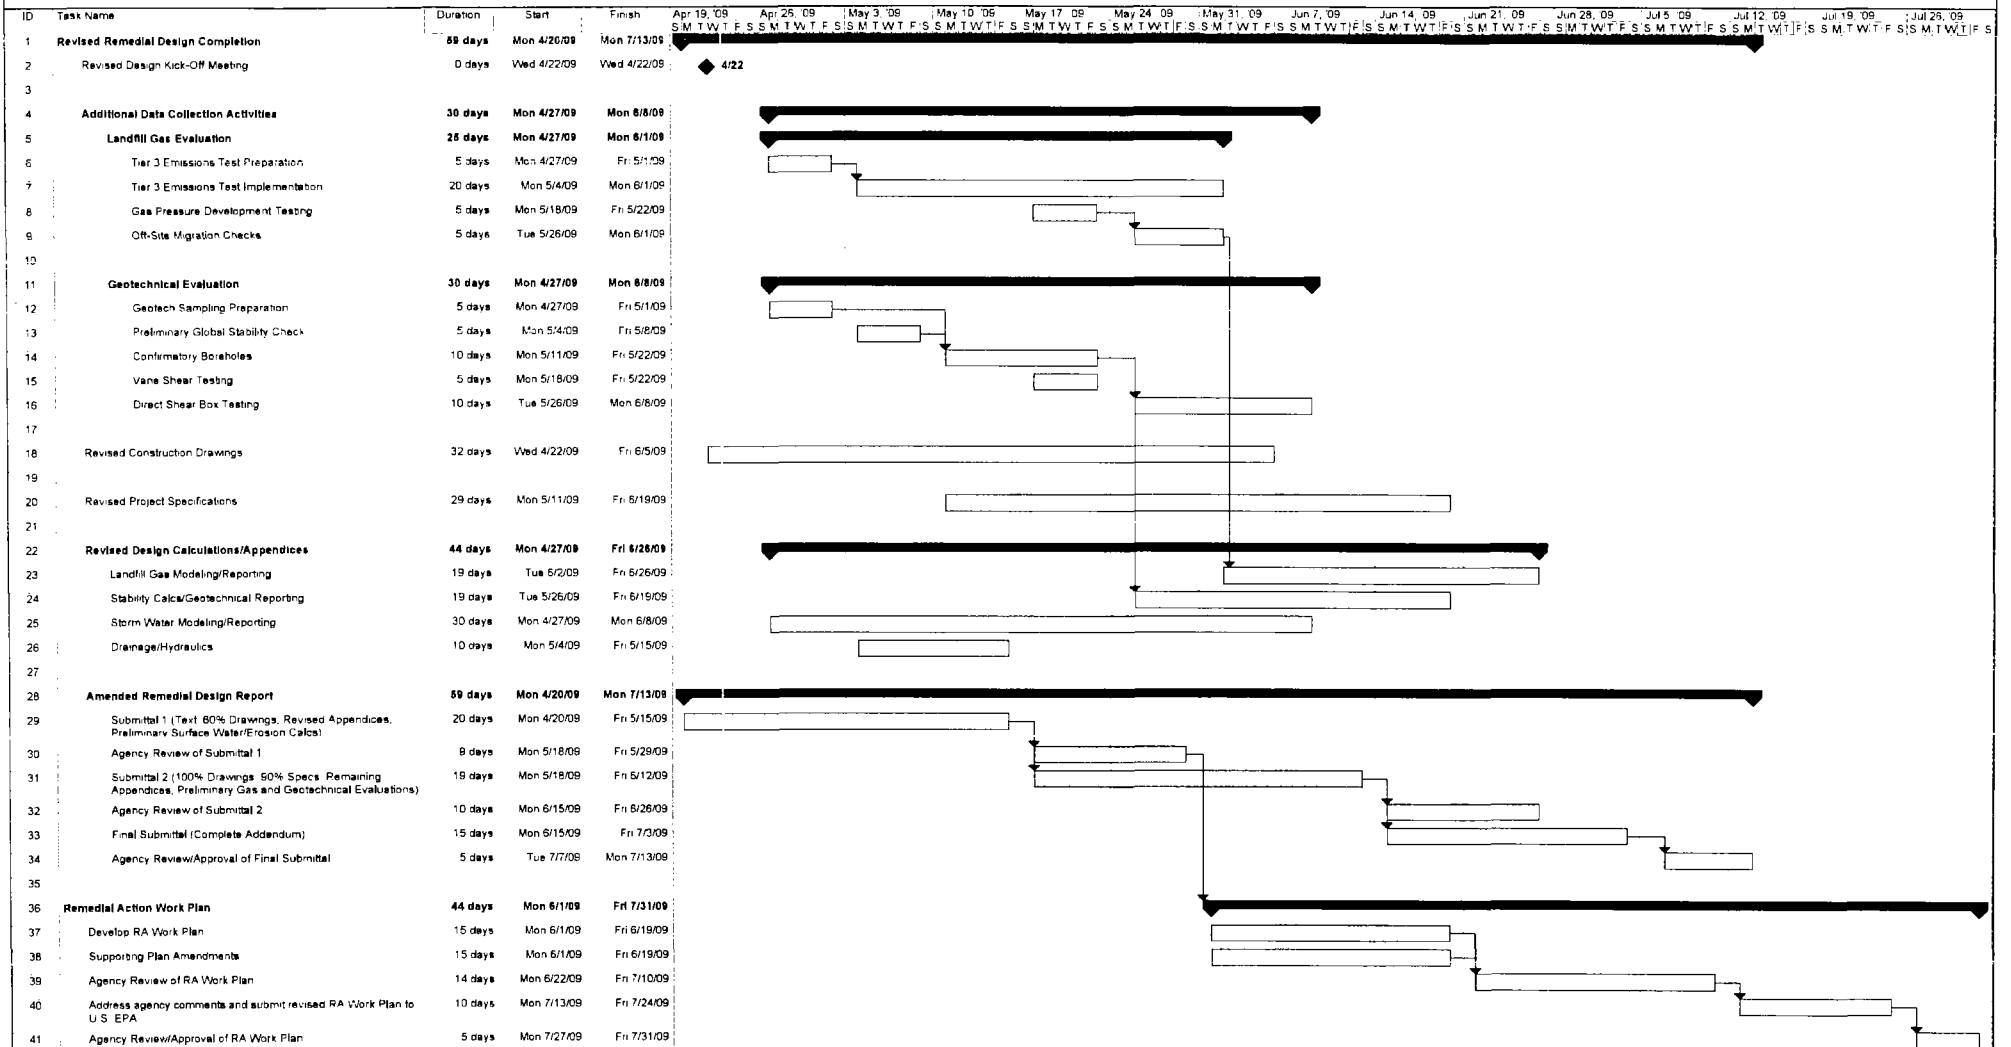 ID Task Name Duration Start Finish Apr 19, '09 Apr 26, '09 May 3, '09 May 10, '09 May 17, '09 May 24, '09 May 31, '09 Jun 7, '09 Jun 14, '09 Jun 21, '09 Jun 28, '09 Jul 5, '09 Jul 12, '09 Jul 19, '09 Jul 26, '09
S M T W T F S S M T W T F S S M T W T F S S M T W T F S S M T W T F S S M T W T F S S M T W T F S S M T W T F S S M T W T F S S M T W T F S S M T W T F S S M T W T F S S M T W T F S S M T W T F S S M T W T F S
1 Revised Remedial Design Completion 59 days Mon 4/20/09 Mon 7/13/09
2 Revised Design Kick-Off Meeting 0 days Wed 4/22/09 Wed 4/22/09 4/22
3
4 Additional Data Collection Activities 30 days Mon 4/27/09 Mon 6/8/09
5 Landfill Gas Evaluation 25 days Mon 4/27/09 Mon 6/1/09
6 Tier 3 Emissions Test Preparation 5 days Mon 4/27/09 Fri 5/1/09
7 Tier 3 Emissions Test Implementation 20 days Mon 5/4/09 Mon 6/1/09
8 Gas Pressure Development Testing 5 days Mon 5/18/09 Fri 5/22/09
9 Off-Site Migration Checks 5 days Tue 5/26/09 Mon 6/1/09
10
11 Geotechnical Evaluation 30 days Mon 4/27/09 Mon 6/8/09
12 Geotech Sampling Preparation 5 days Mon 4/27/09 Fri 5/1/09
13 Preliminary Global Stability Check 5 days Mon 5/4/09 Fri 5/8/09
14 Confirmatory Boreholes 10 days Mon 5/11/09 Fri 5/22/09
15 Vane Shear Testing 5 days Mon 5/18/09 Fri 5/22/09
16 Direct Shear Box Testing 10 days Tue 5/26/09 Mon 6/8/09
17
18 Revised Construction Drawings 32 days Wed 4/22/09 Fri 6/5/09
19
20 Revised Project Specifications 29 days Mon 5/11/09 Fri 6/19/09
21
22 Revised Design Calculations/Appendices 44 days Mon 4/27/09 Fri 6/26/09
23 Landfill Gas Modeling/Reporting 19 days Tue 6/2/09 Fri 6/26/09
24 Stability Calcs/Geotechnical Reporting 19 days Tue 5/26/09 Fri 6/19/09
25 Storm Water Modeling/Reporting 30 days Mon 4/27/09 Mon 6/8/09
26 Drainage/Hydraulics 10 days Mon 5/4/09 Fri 5/15/09
27
28 Amended Remedial Design Report 59 days Mon 4/20/09 Mon 7/13/09
29 Submittal 1 (Text 60% Drawings, Revised Appendices, 20 days Mon 4/20/09 Fri 5/15/09
Preliminary Surface Water/Erosion Calcs)
30 Agency Review of Submittal 1 9 days Mon 5/18/09 Fri 5/29/09
31 Submittal 2 (100% Drawings 90% Specs Remaining 19 days Mon 5/18/09 Fri 6/12/09
Appendices, Preliminary Gas and Geotechnical Evaluations)
32 Agency Review of Submittal 2 10 days Mon 6/15/09 Fri 6/26/09
33 Final Submittal (Complete Addendum) 15 days Mon 6/15/09 Fri 7/3/09
34 Agency Review/Approval of Final Submittal 5 days Tue 7/7/09 Mon 7/13/09
35
36 Remedial Action Work Plan 44 days Mon 6/1/09 Fri 7/31/09
37 Develop RA Work Plan 15 days Mon 6/1/09 Fri 6/19/09
38 Supporting Plan Amendments 15 days Mon 6/1/09 Fri 6/19/09
39 Agency Review of RA Work Plan 14 days Mon 6/22/09 Fri 7/10/09
40 Address agency comments and submit revised RA Work Plan to 10 days Mon 7/13/09 Fri 7/24/09
U S EPA
41 Agency Review/Approval of RA Work Plan 5 days Mon 7/27/09 Fri 7/31/09